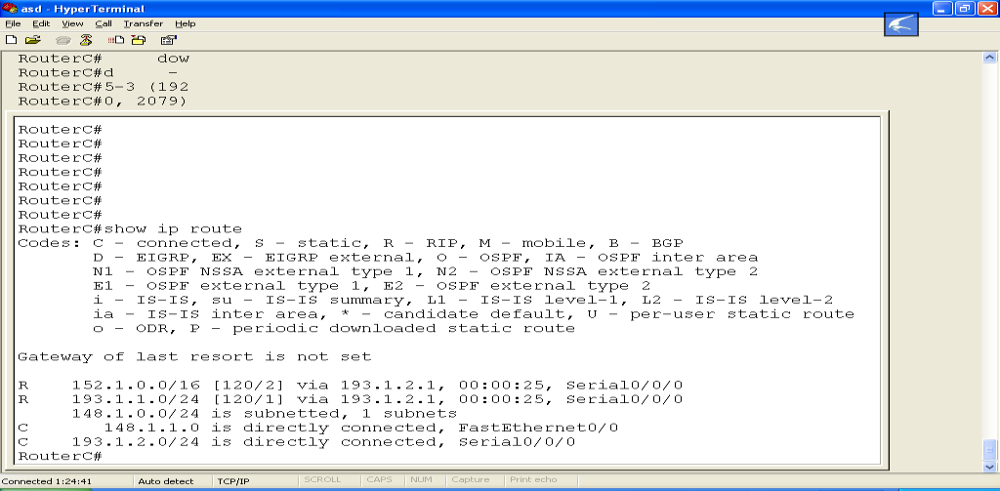 asd - HyperTerminal
File Edit View Call Transfer Help
RouterC# dow
RouterC#d -
RouterC#5-3 (192
RouterC#0, 2079)
RouterC#
RouterC#
RouterC#
RouterC#
RouterC#
RouterC#
RouterC#
RouterC#show ip route
Codes: C - connected, S - static, R - RIP, M - mobile, B - BGP
D - EIGRP, EX - EIGRP external, O - OSPF, IA - OSPF inter area
N1 - OSPF NSSA external type 1, N2 - OSPF NSSA external type 2
E1 - OSPF external type 1, E2 - OSPF external type 2
i - IS-IS, su - IS-IS summary, L1 - IS-IS level-1, L2 - IS-IS level-2
ia - IS-IS inter area, * - candidate default, U - per-user static route
o - ODR, P - periodic downloaded static route
Gateway of last resort is not set
R 152.1.0.0/16 [120/2] via 193.1.2.1, 00:00:25, Serial0/0/0
R 193.1.1.0/24 [120/1] via 193.1.2.1, 00:00:25, Serial0/0/0
148.1.0.0/24 is subnetted, 1 subnets
C 148.1.1.0 is directly connected, FastEthernet0/0
C 193.1.2.0/24 is directly connected, Serial0/0/0
RouterC#
Connected 1:24:41 Auto detect TCP/IP SCROLL CAPS NUM Capture Print echo